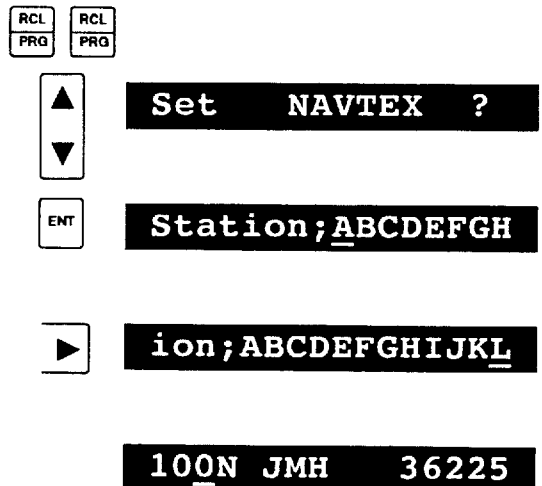 RCL RCL
PRG PRG
▲
▼
Set NAVTEX ?
ENT
Station;ABCDEFGH
▶
ion;ABCDEFGHIJKL
100N JMH 36225